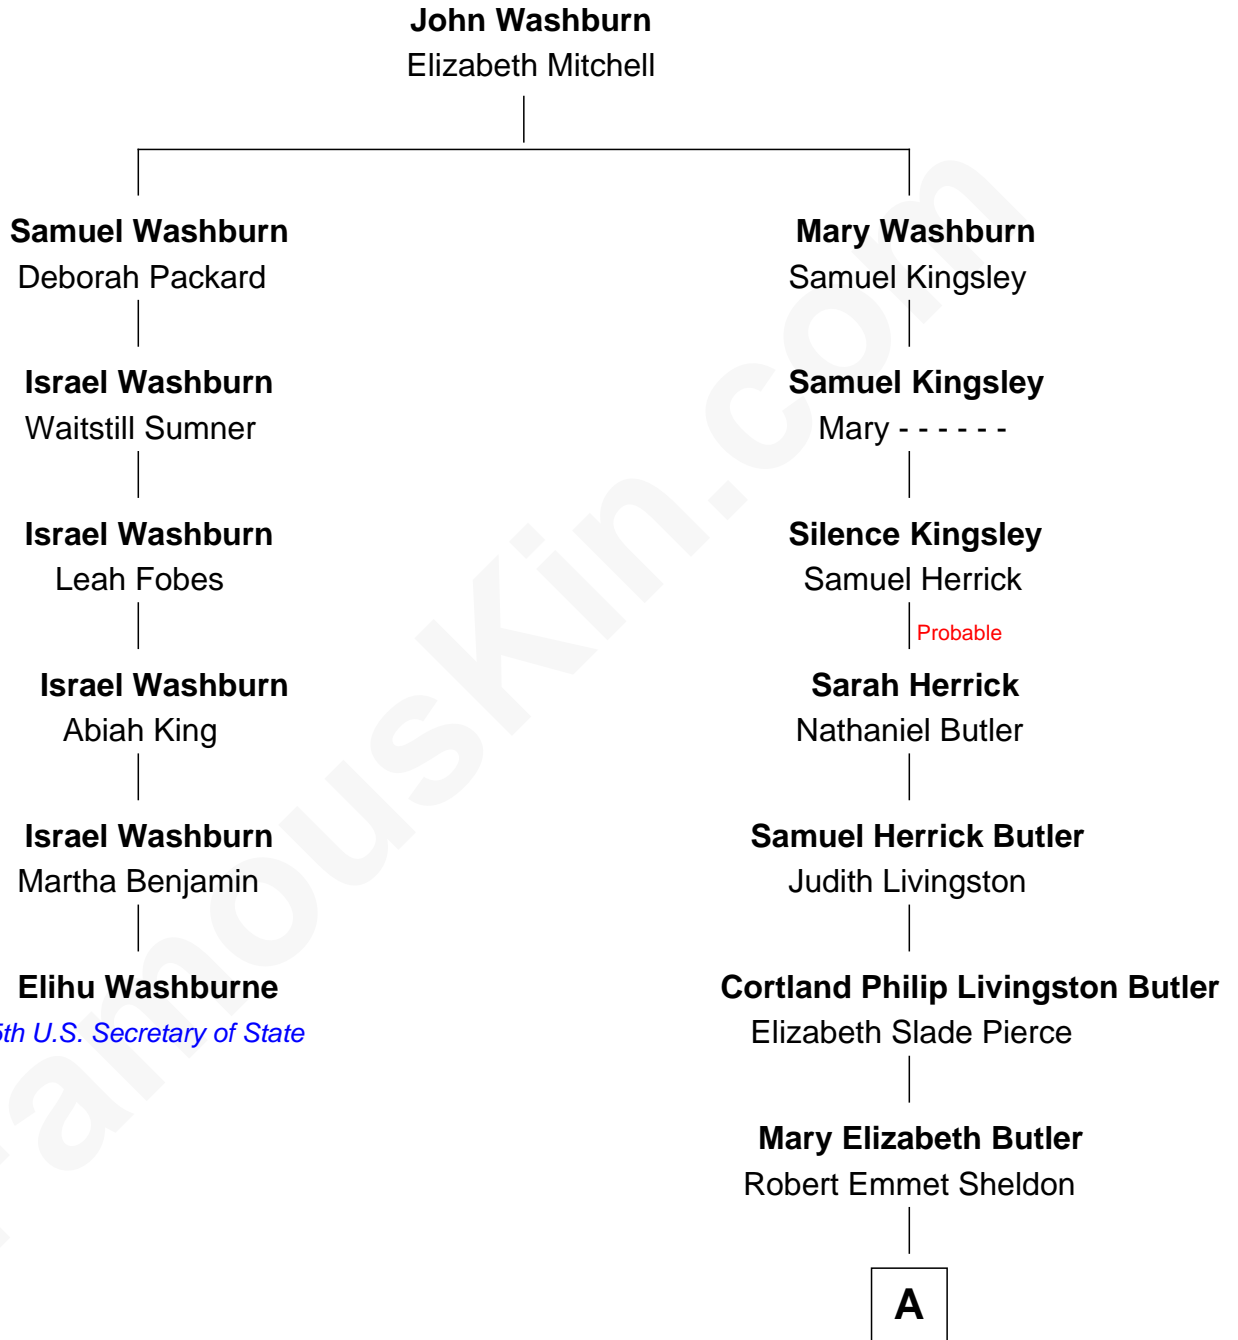 John Washburn
Elizabeth Mitchell
Samuel Washburn
Deborah Packard
Israel Washburn
Waitstill Sumner
Israel Washburn
Leah Fobes
Israel Washburn
Abiah King
Israel Washburn
Martha Benjamin
Elihu Washburne
5th U.S. Secretary of State
Mary Washburn
Samuel Kingsley
Samuel Kingsley
Mary - - - - - -
Silence Kingsley
Samuel Herrick
Probable
Sarah Herrick
Nathaniel Butler
Samuel Herrick Butler
Judith Livingston
Cortland Philip Livingston Butler
Elizabeth Slade Pierce
Mary Elizabeth Butler
Robert Emmet Sheldon
A
FamousKin.com